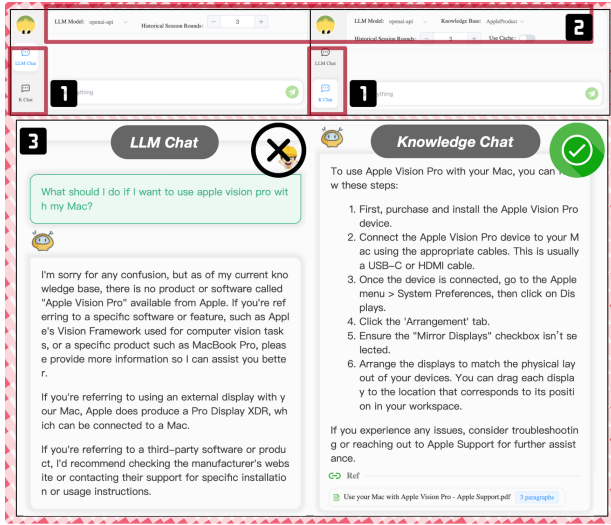 LLM Model: openai-api
Historical Session Rounds: − 3 +
LLM Chat
K Chat
1
ything
LLM Model: openai-api Knowledge Base: AppleProduct
Historical Session Rounds: − 3 + Use Cache:
2
LLM Chat
K Chat
1
ything
3
LLM Chat
What should I do if I want to use apple vision pro wit
h my Mac?
I'm sorry for any confusion, but as of my current kno
wledge base, there is no product or software called
"Apple Vision Pro" available from Apple. If you're ref
erring to a specific software or feature, such as Appl
e's Vision Framework used for computer vision task
s, or a specific product such as MacBook Pro, pleas
e provide more information so I can assist you bette
r.
If you're referring to using an external display with y
our Mac, Apple does produce a Pro Display XDR, wh
ich can be connected to a Mac.
If you're referring to a third-party software or produ
ct, I'd recommend checking the manufacturer's webs
ite or contacting their support for specific installatio
n or usage instructions.
Knowledge Chat
To use Apple Vision Pro with your Mac, you can
w these steps:
1. First, purchase and install the Apple Vision Pro
device.
2. Connect the Apple Vision Pro device to your M
ac using the appropriate cables. This is usually
a USB-C or HDMI cable.
3. Once the device is connected, go to the Apple
menu > System Preferences, then click on Dis
plays.
4. Click the 'Arrangement' tab.
5. Ensure the "Mirror Displays" checkbox isn't se
lected.
6. Arrange the displays to match the physical lay
out of your devices. You can drag each displa
y to the location that corresponds to its positi
on in your workspace.
If you experience any issues, consider troubleshootin
g or reaching out to Apple Support for further assist
ance.
Ref
Use your Mac with Apple Vision Pro - Apple Support.pdf 3 paragraphs